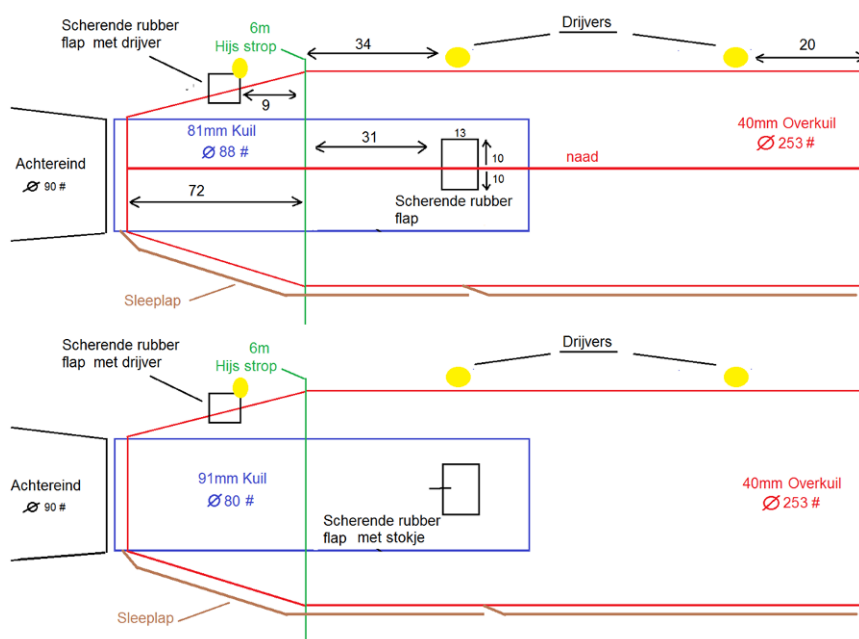 Scherende rubber
flap met drijver
6m
Hijs strop
34
Drijvers
20
9
81mm Kuil
Ø 88 #
31
13
10
10
40mm Overkuil
Ø 253 #
Achtereind
Ø 90 #
naad
72
Scherende rubber
flap
Sleeplap
6m
Hijs strop
Scherende rubber
flap met drijver
Drijvers
Achtereind
Ø 90 #
91mm Kuil
Ø 80 #
40mm Overkuil
Ø 253 #
Scherende rubber
flap met stokje
Sleeplap